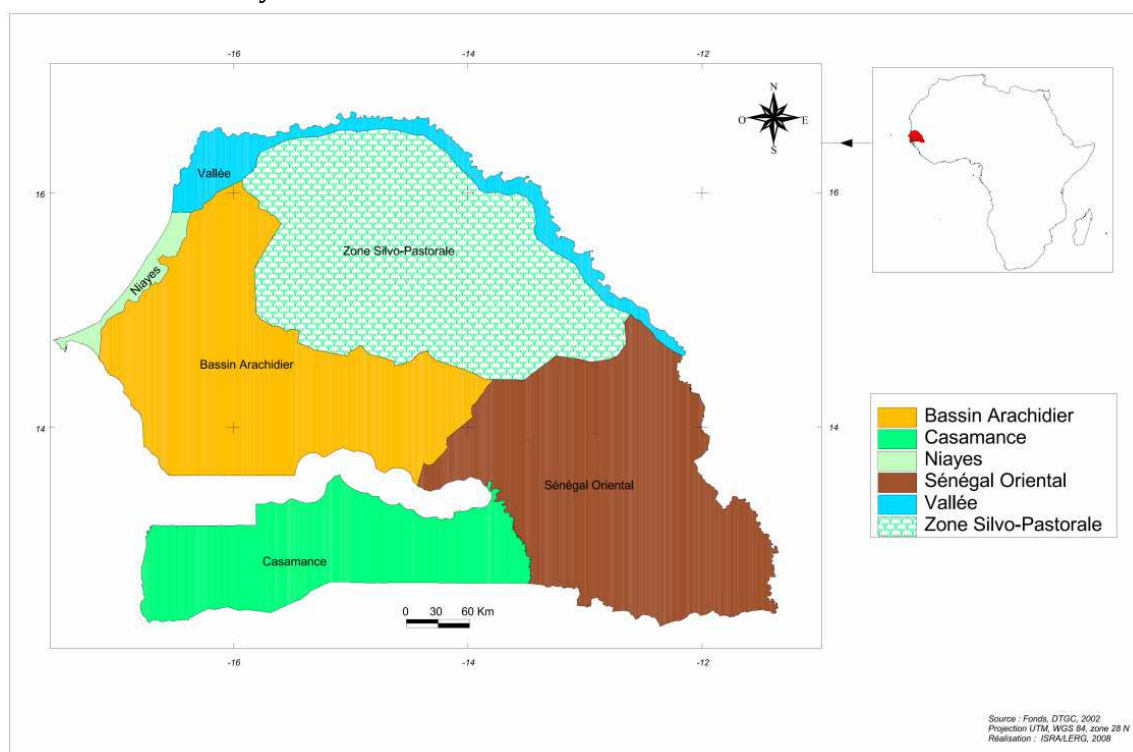 y
-16
-14
-12
N
O
E
S
16
16
Vallée
Zone Silvo-Pastorale
Niayes
Bassin Arachidier
14
14
Sénégal Oriental
Casamance
0 30 60 Km
-16
-14
-12
Bassin Arachidier
Casamance
Niayes
Sénégal Oriental
Vallée
Zone Silvo-Pastorale
Source : Fonds, DTGC, 2002
Projection UTM, WGS 84, zone 28 N
Réalisation : ISRA/LERG, 2008